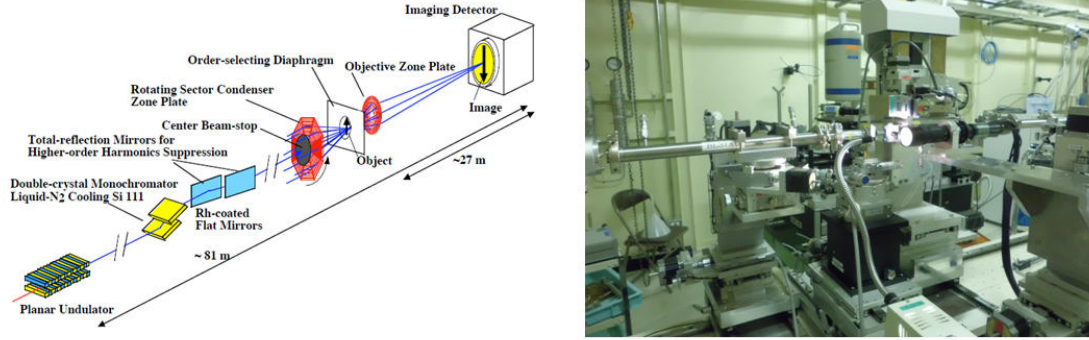 Imaging Detector
Order-selecting Diaphragm
Objective Zone Plate
Rotating Sector Condenser
Zone Plate
Center Beam-stop
Image
Total-reflection Mirrors for
Higher-order Harmonics Suppression
Object
~27 m
Double-crystal Monochromator
Liquid-N2 Cooling Si 111
Rh-coated
Flat Mirrors
~ 81 m
Planar Undulator